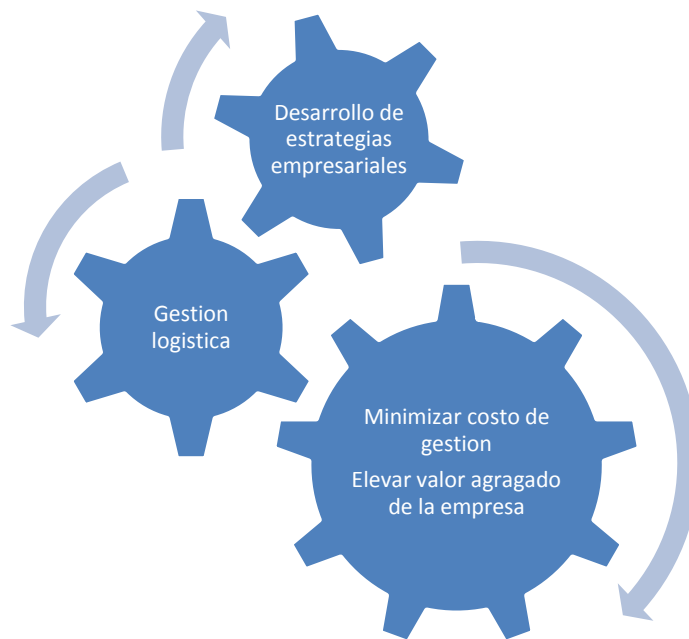 Desarrollo de
estrategias
empresariales
Gestion
logistica
Minimizar costo de
gestion
Elevar valor agragado
de la empresa